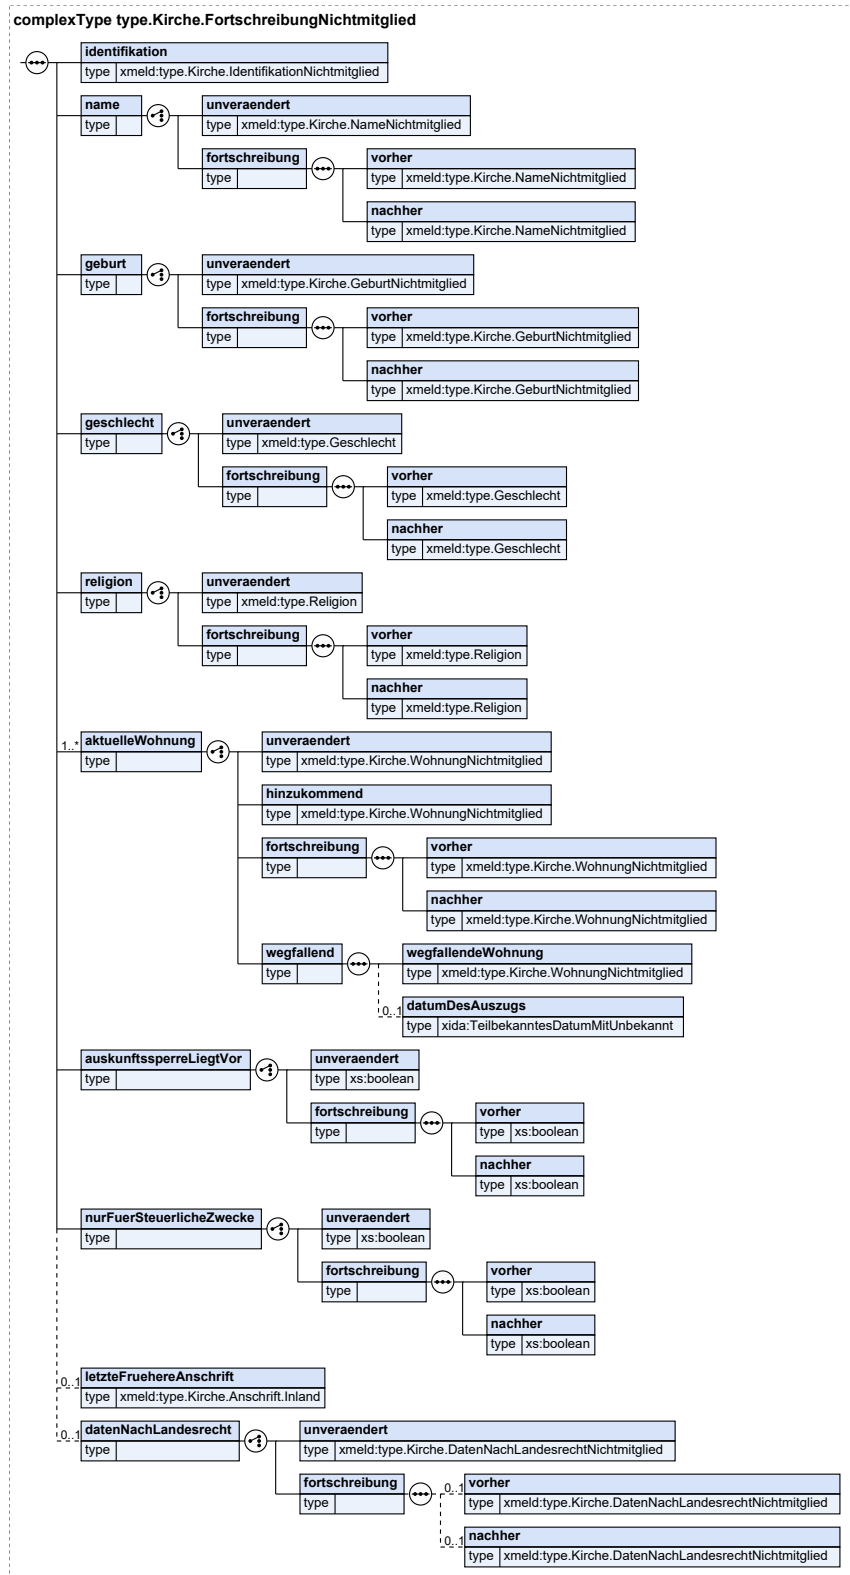 complexType type.Kirche.FortschreibungNichtmitglied
identifikation
type xmeld:type.Kirche.IdentifikationNichtmitglied
name
type
unveraendert
type xmeld:type.Kirche.NameNichtmitglied
fortschreibung
type
vorher
type xmeld:type.Kirche.NameNichtmitglied
nachher
type xmeld:type.Kirche.NameNichtmitglied
geburt
type
unveraendert
type xmeld:type.Kirche.GeburtNichtmitglied
fortschreibung
type
vorher
type xmeld:type.Kirche.GeburtNichtmitglied
nachher
type xmeld:type.Kirche.GeburtNichtmitglied
geschlecht
type
unveraendert
type xmeld:type.Geschlecht
fortschreibung
type
vorher
type xmeld:type.Geschlecht
nachher
type xmeld:type.Geschlecht
religion
type
unveraendert
type xmeld:type.Religion
fortschreibung
type
vorher
type xmeld:type.Religion
nachher
type xmeld:type.Religion
1..*
aktuelleWohnung
type
unveraendert
type xmeld:type.Kirche.WohnungNichtmitglied
hinzukommend
type xmeld:type.Kirche.WohnungNichtmitglied
fortschreibung
type
vorher
type xmeld:type.Kirche.WohnungNichtmitglied
nachher
type xmeld:type.Kirche.WohnungNichtmitglied
wegfallend
type
wegfallendeWohnung
type xmeld:type.Kirche.WohnungNichtmitglied
0..1
datumDesAuszugs
type xida:TeilbekanntesDatumMitUnbekannt
auskunftssperreLiegtVor
type
unveraendert
type xs:boolean
fortschreibung
type
vorher
type xs:boolean
nachher
type xs:boolean
nurFuerSteuerlicheZwecke
type
unveraendert
type xs:boolean
fortschreibung
type
vorher
type xs:boolean
nachher
type xs:boolean
0..1
letzteFruehereAnschrift
type xmeld:type.Kirche.Anschrift.Inland
0..1
datenNachLandesrecht
type
unveraendert
type xmeld:type.Kirche.DatenNachLandesrechtNichtmitglied
fortschreibung
type
0..1
vorher
type xmeld:type.Kirche.DatenNachLandesrechtNichtmitglied
0..1
nachher
type xmeld:type.Kirche.DatenNachLandesrechtNichtmitglied